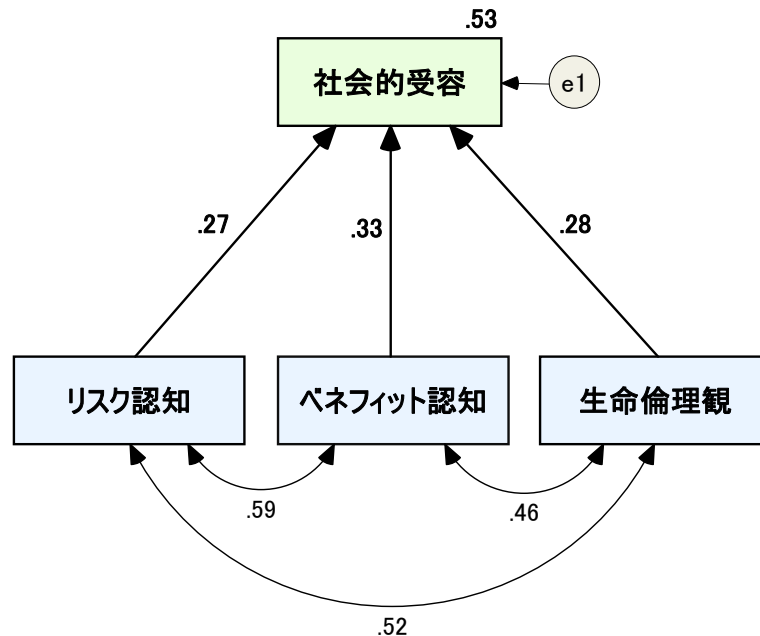 .53
社会的受容
e1
.27
.33
.28
リスク認知
ベネフィット認知
生命倫理観
.59
.46
.52